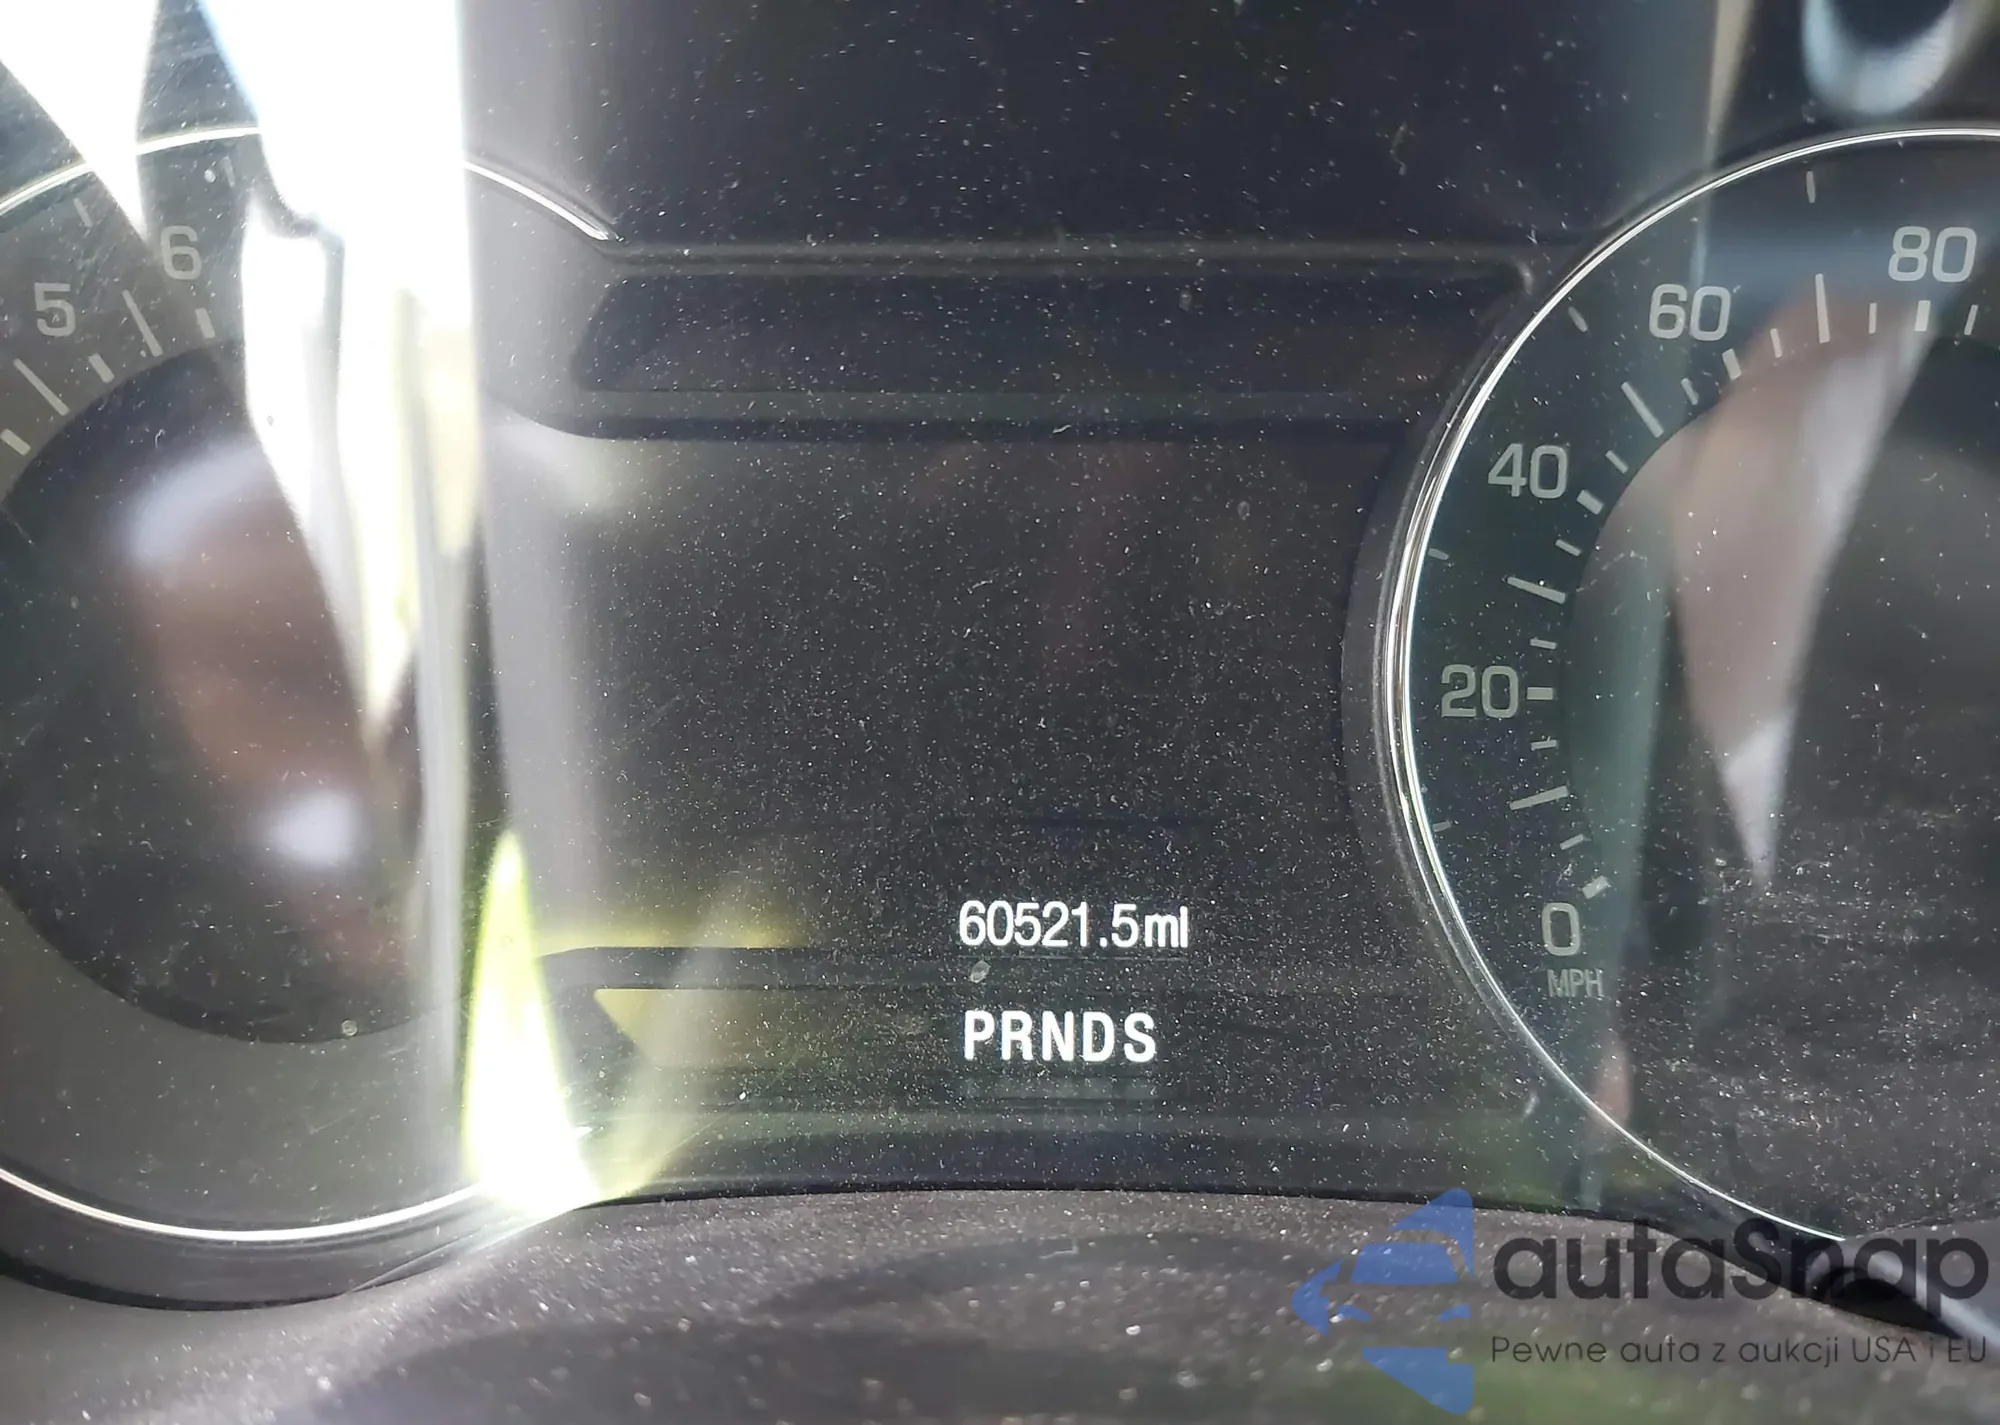 5
6
80
60
40
20
0
MPH
60521.5mi
PRNDS
autaSnap
Pewne auta z aukcji USA i EU